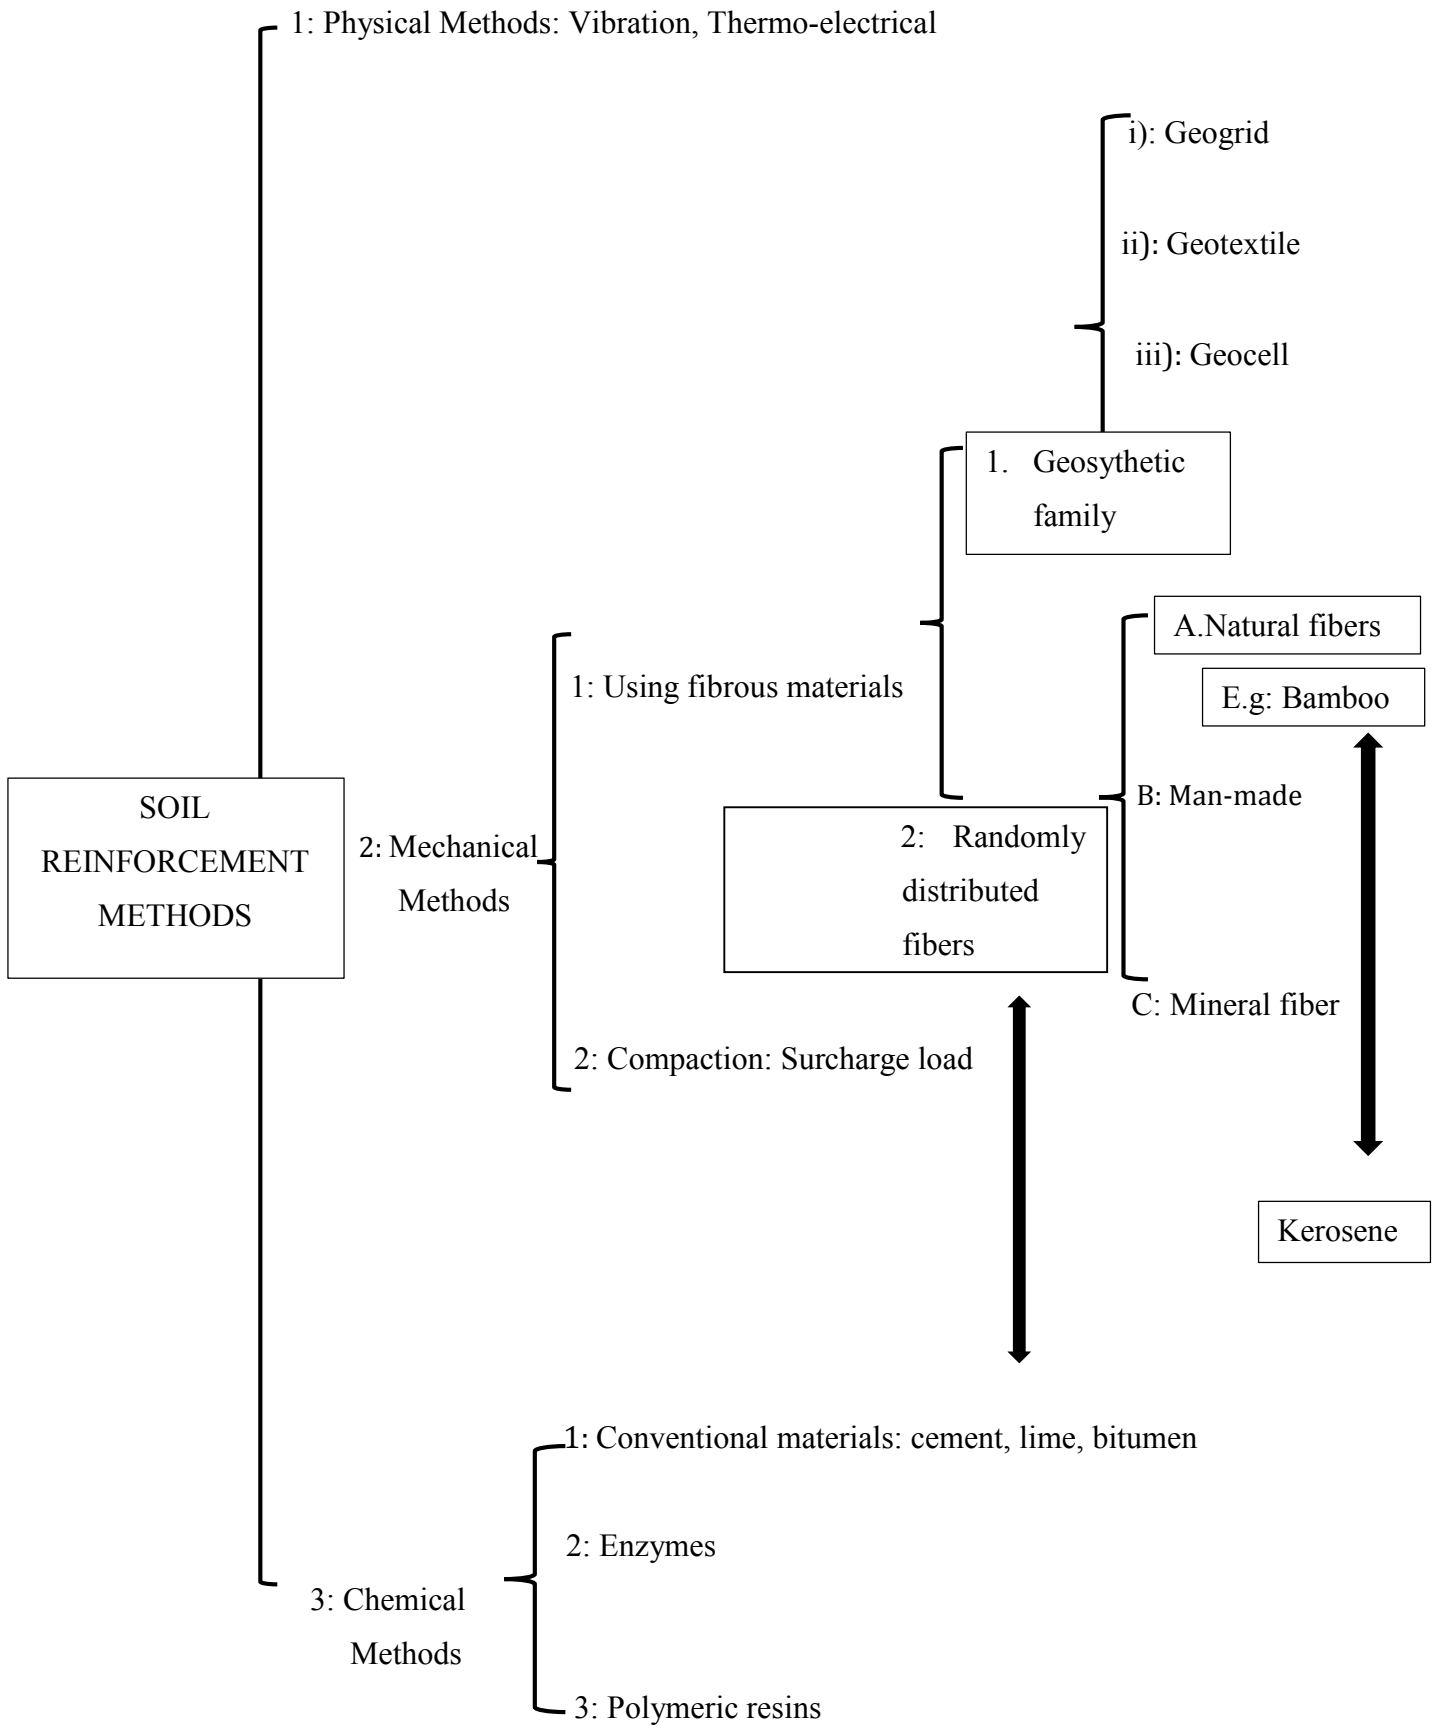 1: Physical Methods: Vibration, Thermo-electrical
i): Geogrid
ii): Geotextile
iii): Geocell
1. Geosythetic
family
A.Natural fibers
E.g: Bamboo
1: Using fibrous materials
B: Man-made
SOIL
REINFORCEMENT
METHODS
2: Mechanical
Methods
2: Randomly
distributed
fibers
C: Mineral fiber
2: Compaction: Surcharge load
Kerosene
1: Conventional materials: cement, lime, bitumen
2: Enzymes
3: Chemical
Methods
3: Polymeric resins